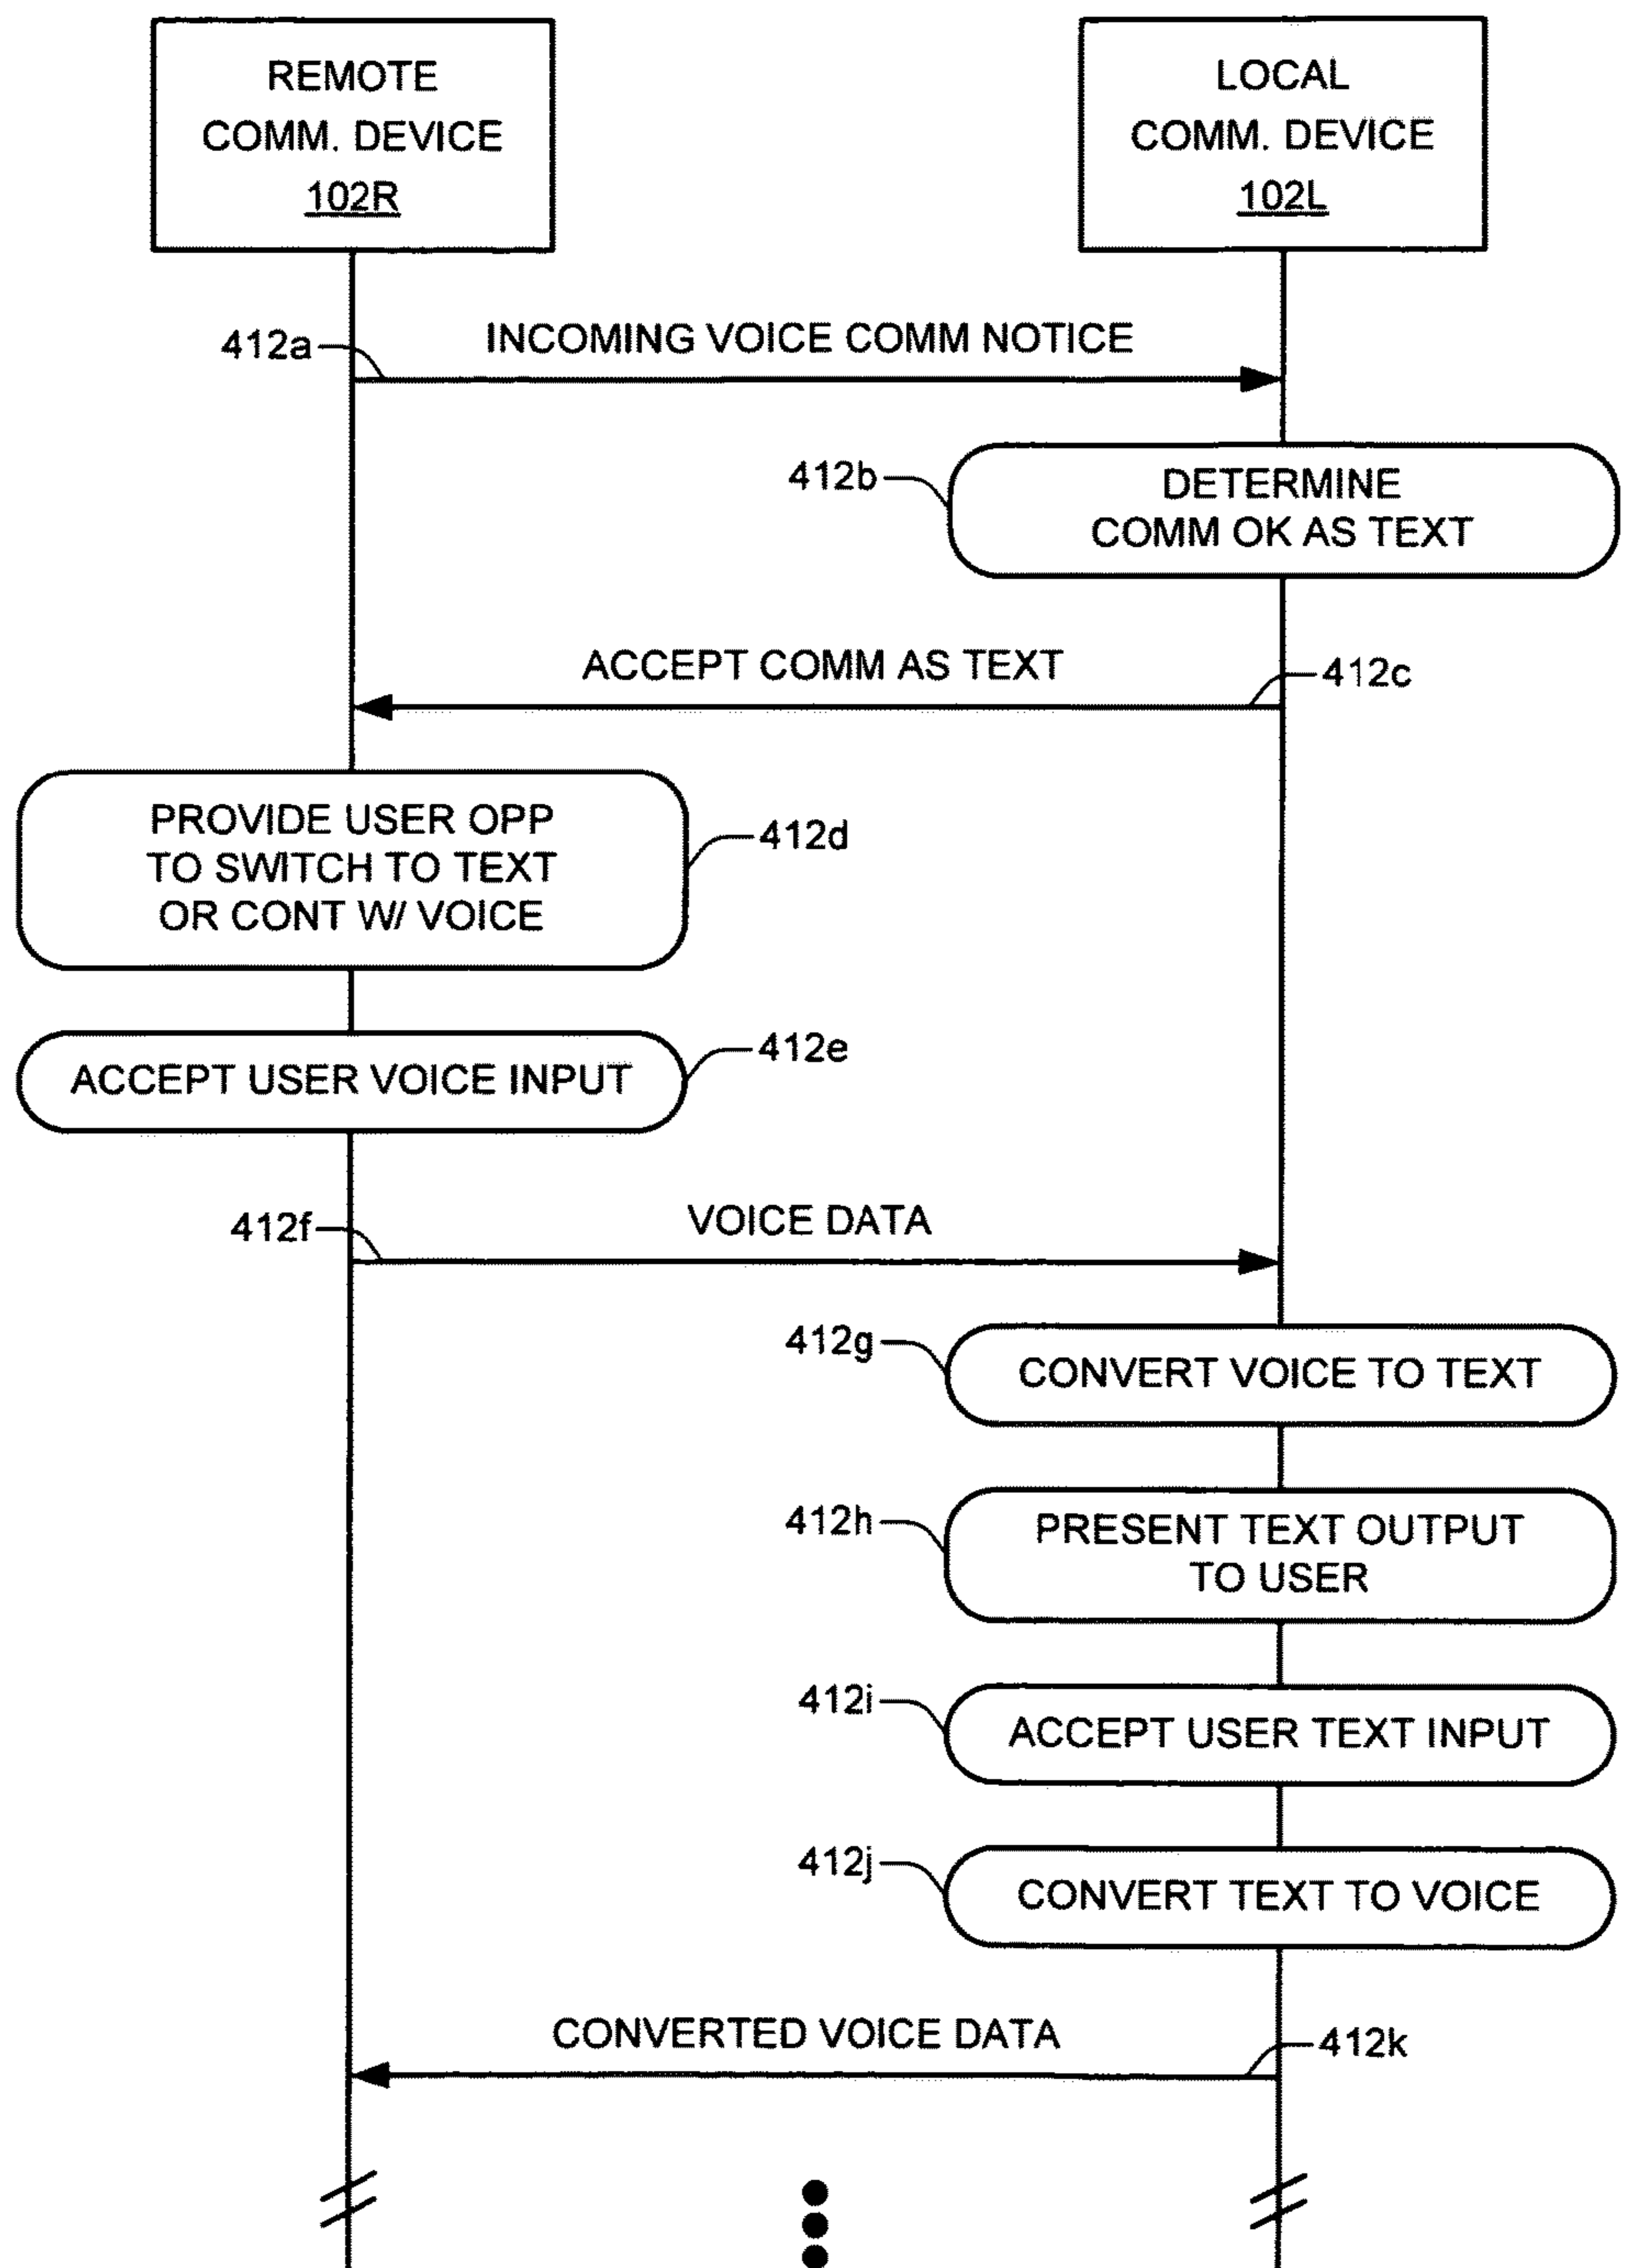 REMOTE
COMM. DEVICE
102R
LOCAL
COMM. DEVICE
102L
412a
INCOMING VOICE COMM NOTICE
412b
DETERMINE
COMM OK AS TEXT
ACCEPT COMM AS TEXT
412c
PROVIDE USER OPP
TO SWITCH TO TEXT
OR CONT W/ VOICE
412d
ACCEPT USER VOICE INPUT
412e
412f
VOICE DATA
412g
CONVERT VOICE TO TEXT
412h
PRESENT TEXT OUTPUT
TO USER
412i
ACCEPT USER TEXT INPUT
412j
CONVERT TEXT TO VOICE
CONVERTED VOICE DATA
412k